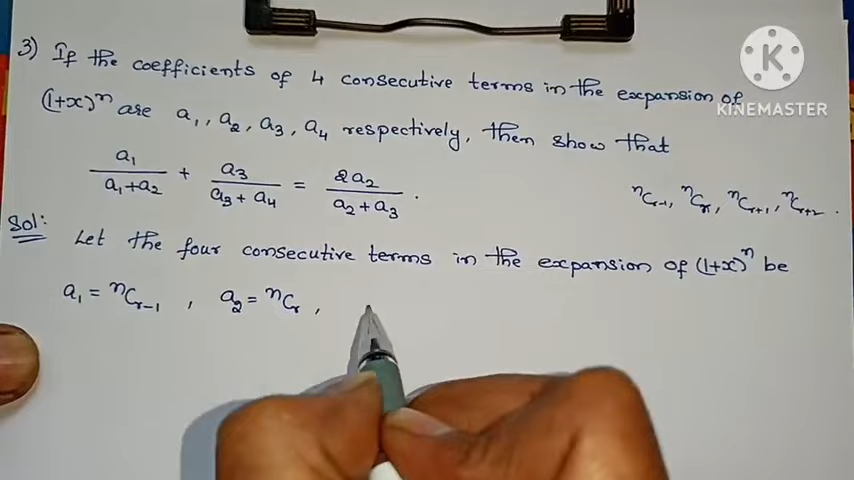 3) If the coefficients of 4 consecutive terms in the expansion of
(1+x)ⁿ are a₁, a₂, a₃, a₄ respectively, then show that
a₁/(a₁+a₂) + a₃/(a₃+a₄) = 2a₂/(a₂+a₃) .
ⁿCᵣ₋₁, ⁿCᵣ, ⁿCᵣ₊₁, ⁿCᵣ₊₂ .
Sol:
Let the four consecutive terms in the expansion of (1+x)ⁿ be
a₁ = ⁿCᵣ₋₁ , a₂ = ⁿCᵣ ,
K
KINEMASTER